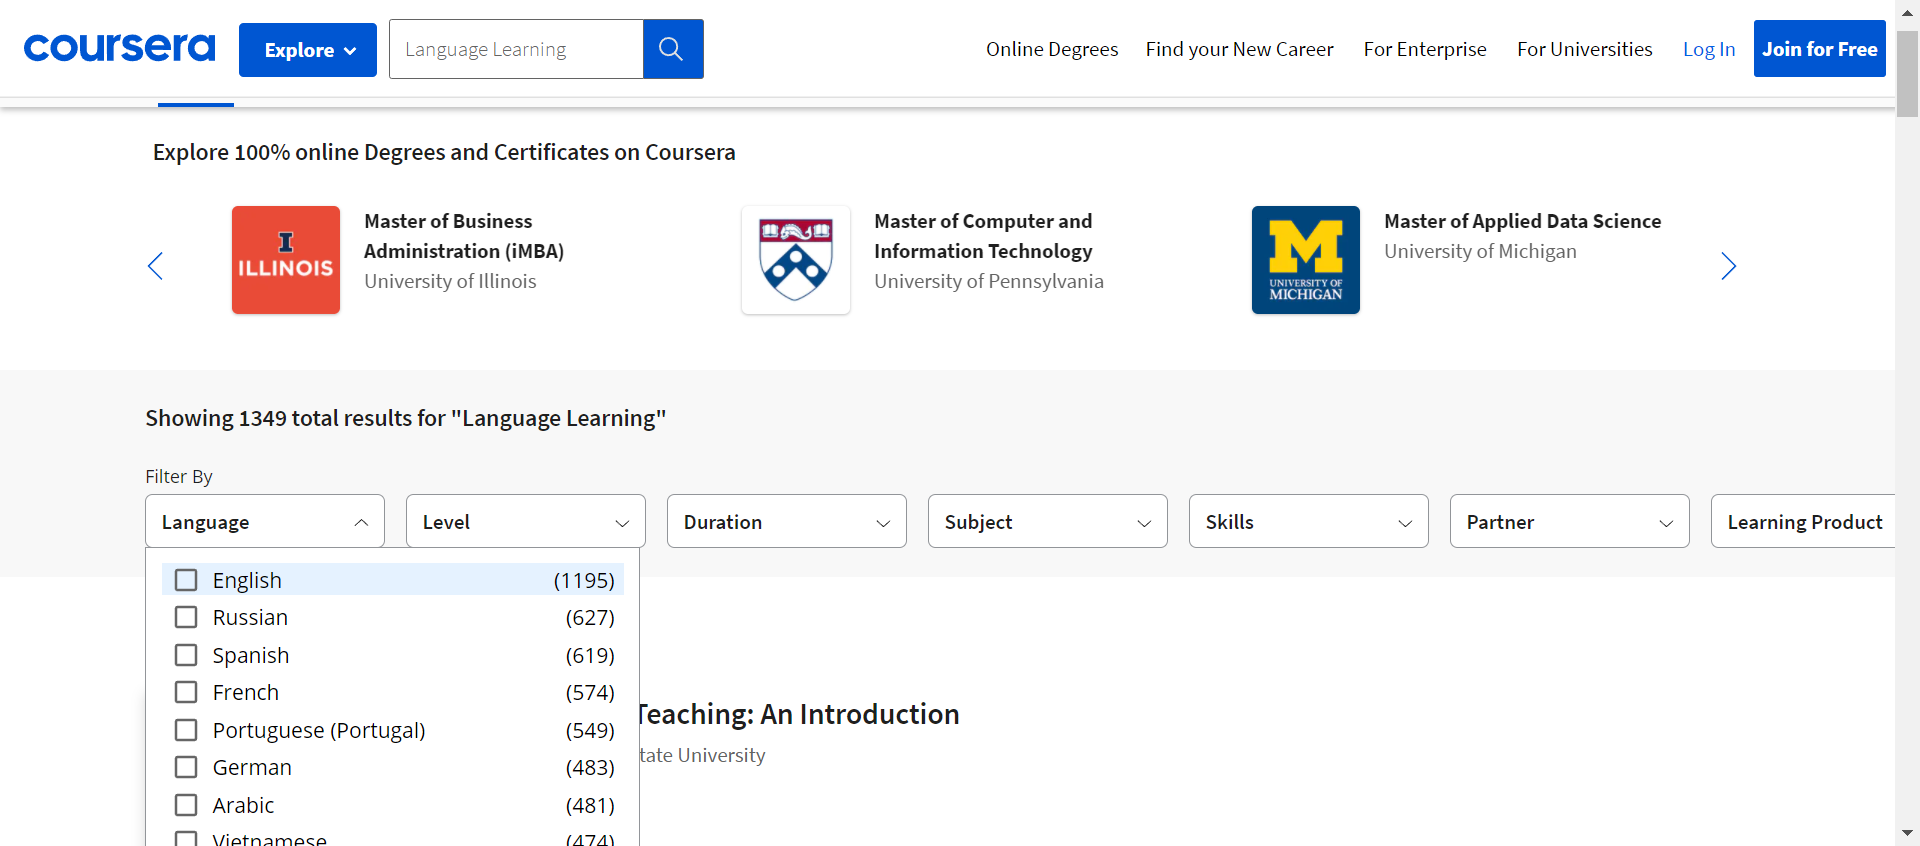 coursera
Explore
Language Learning
Online Degrees
Find your New Career
For Enterprise
For Universities
Log In
Join for Free
Explore 100% online Degrees and Certificates on Coursera
I
ILLINOIS
Master of Business
Administration (iMBA)
University of Illinois
Master of Computer and
Information Technology
University of Pennsylvania
M
UNIVERSITY OF
MICHIGAN
Master of Applied Data Science
University of Michigan
Showing 1349 total results for "Language Learning"
Filter By
Language
Level
Duration
Subject
Skills
Partner
Learning Product
English (1195)
Russian (627)
Spanish (619)
French (574)
Portuguese (Portugal) (549)
German (483)
Arabic (481)
Vietnamese (474)
Teaching: An Introduction
tate University